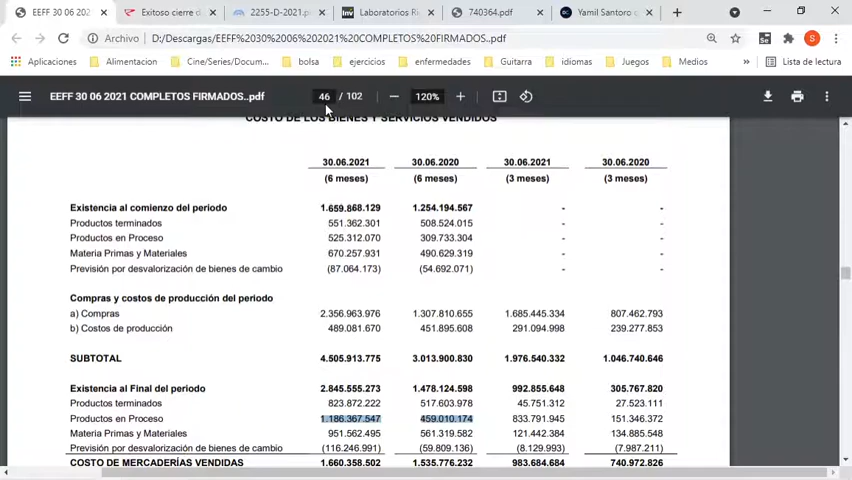 EEFF 30 06 2021
Exitoso cierre d
2255-D-2021.p
Laboratorios Ri
740364.pdf
Yamil Santoro c
Archivo D:/Descargas/EEFF%2030%2006%202021%20COMPLETOS%20FIRMADOS..pdf
Aplicaciones Alimentacion Cine/Series/Docum... bolsa ejercicios enfermedades Guitarra idiomas Juegos Medios Lista de lectura
EEFF 30 06 2021 COMPLETOS FIRMADOS..pdf 46 / 102 120%
COSTO DE LOS BIENES Y SERVICIOS VENDIDOS
30.06.2021 30.06.2020 30.06.2021 30.06.2020
(6 meses) (6 meses) (3 meses) (3 meses)
Existencia al comienzo del periodo 1.659.868.129 1.254.194.567 - -
Productos terminados 551.362.301 508.524.015 - -
Productos en Proceso 525.312.070 309.733.304 - -
Materia Primas y Materiales 670.257.931 490.629.319 - -
Previsión por desvalorización de bienes de cambio (87.064.173) (54.692.071) - -
Compras y costos de producción del periodo
a) Compras 2.356.963.976 1.307.810.655 1.685.445.334 807.462.793
b) Costos de producción 489.081.670 451.895.608 291.094.998 239.277.853
SUBTOTAL 4.505.913.775 3.013.900.830 1.976.540.332 1.046.740.646
Existencia al Final del periodo 2.845.555.273 1.478.124.598 992.855.648 305.767.820
Productos terminados 823.872.222 517.603.978 45.751.312 27.523.111
Productos en Proceso 1.186.367.547 459.010.174 833.791.945 151.346.372
Materia Primas y Materiales 951.562.495 561.319.582 121.442.384 134.885.548
Previsión por desvalorización de bienes de cambio (116.246.991) (59.809.136) (8.129.993) (7.987.211)
COSTO DE MERCADERÍAS VENDIDAS 1.660.358.502 1.535.776.232 983.684.684 740.972.826